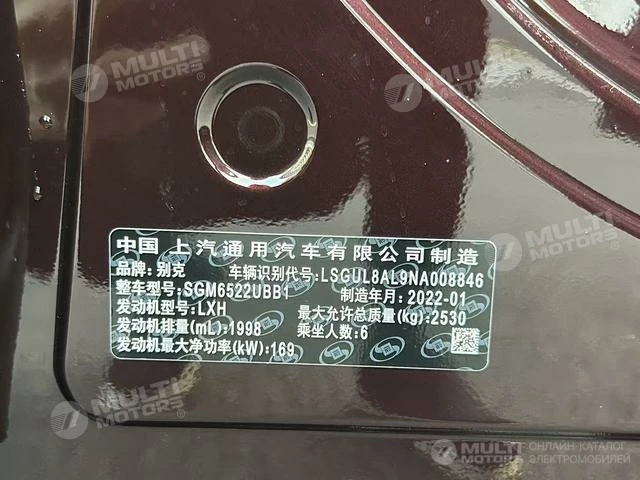 MULTI MOTORS®
MULTI MOTORS®
中国 上汽通用汽车有限公司制造
品牌: 别克 车辆识别代号: LSGUL8AL9NA008846
整车型号: SGM6522UBB1 制造年月: 2022-01
发动机型号: LXH 最大允许总质量(kg): 2530
发动机排量(mL): 1998 乘坐人数: 6
发动机最大净功率(kW): 169
MULTI MOTORS
MULTI MOTORS ОНЛАЙН-КАТАЛОГ ЭЛЕКТРОМОБИЛЕЙ